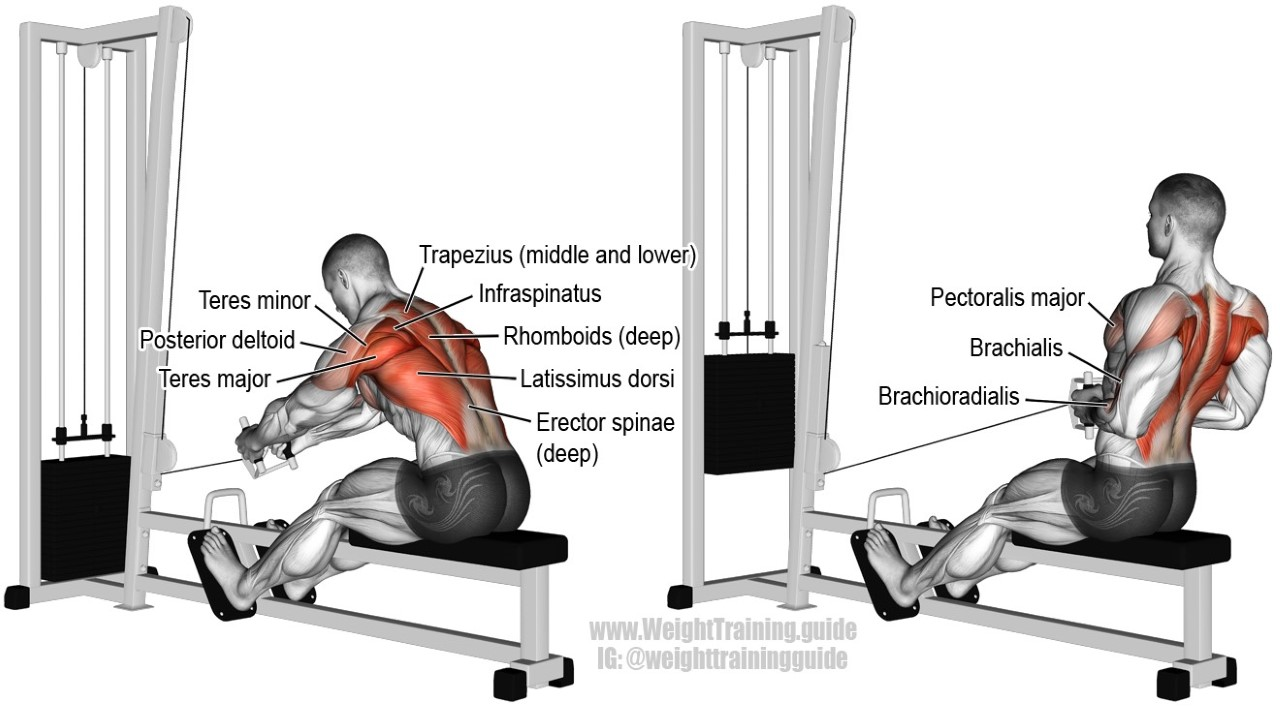 Trapezius (middle and lower)
Teres minor
Infraspinatus
Posterior deltoid
Rhomboids (deep)
Teres major
Latissimus dorsi
Erector spinae
(deep)
Pectoralis major
Brachialis
Brachioradialis
www.WeightTraining.guide
IG: @weighttrainingguide